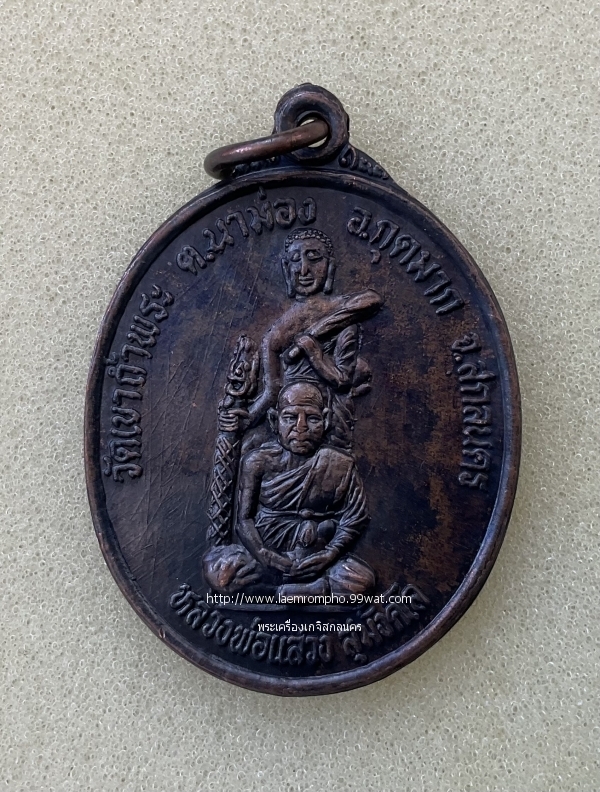 วัดเขาถ้ำพระ ต.นาม่อง อ.กุดบาก จ.สกลนคร
http://www.laemrompho.99wat.com
พระเครื่องเกจิสกลนคร
หลวงพ่อแสวง